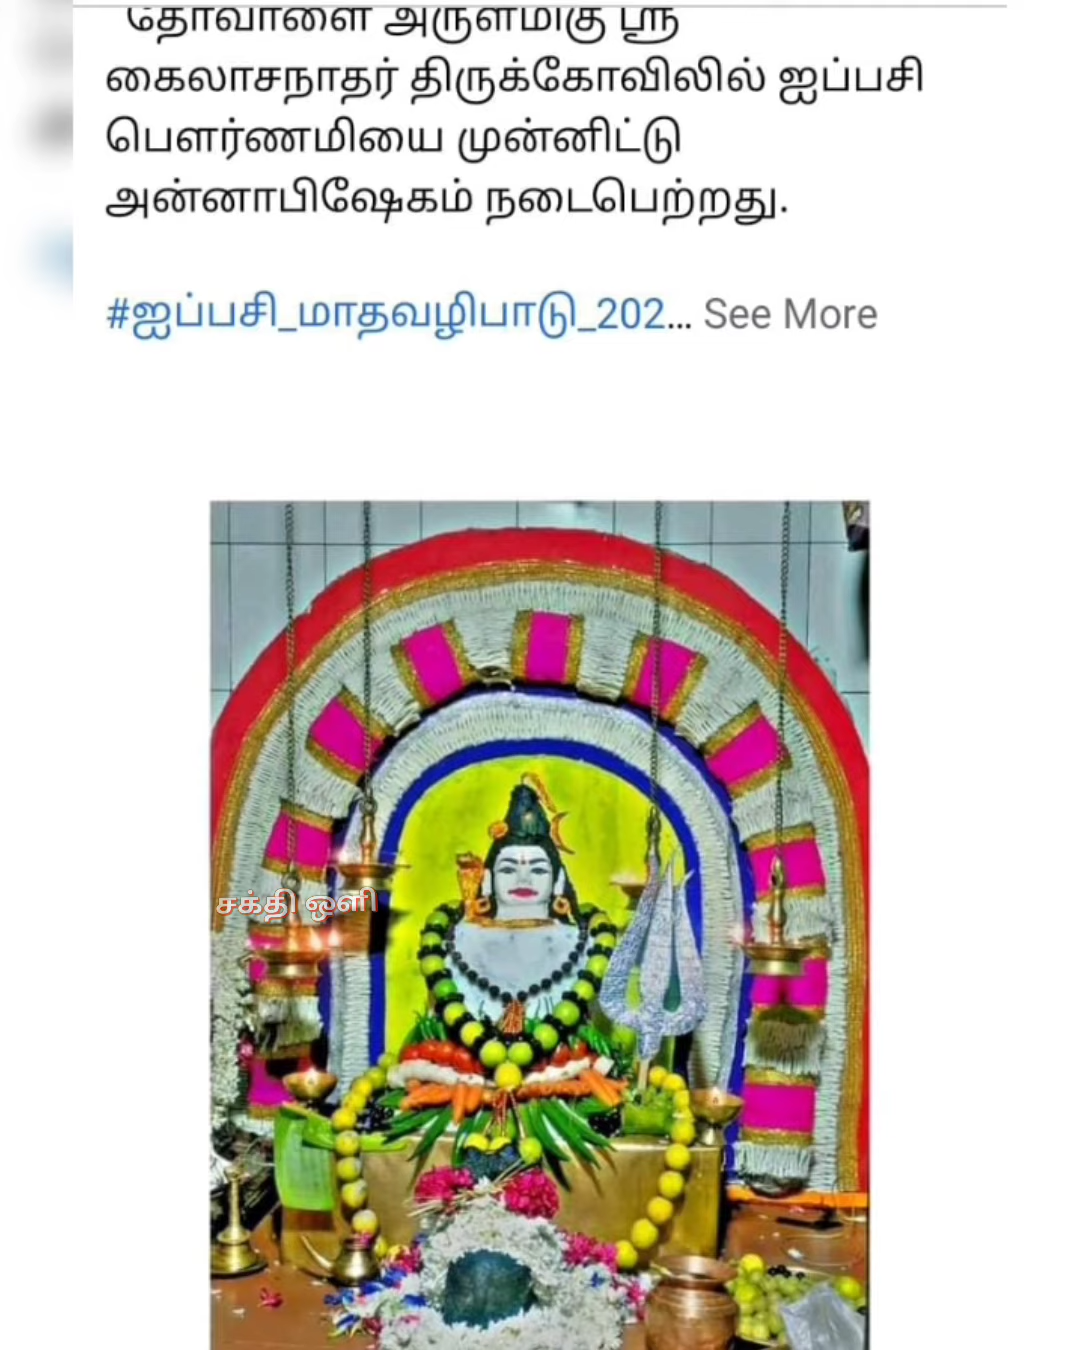 தோவாளை அருள்மிகு ஸ்ரீ
கைலாசநாதர் திருக்கோவிலில் ஐப்பசி
பௌர்ணமியை முன்னிட்டு
அன்னாபிஷேகம் நடைபெற்றது.
#ஐப்பசி_மாதவழிபாடு_202... See More
சக்தி ஒளி